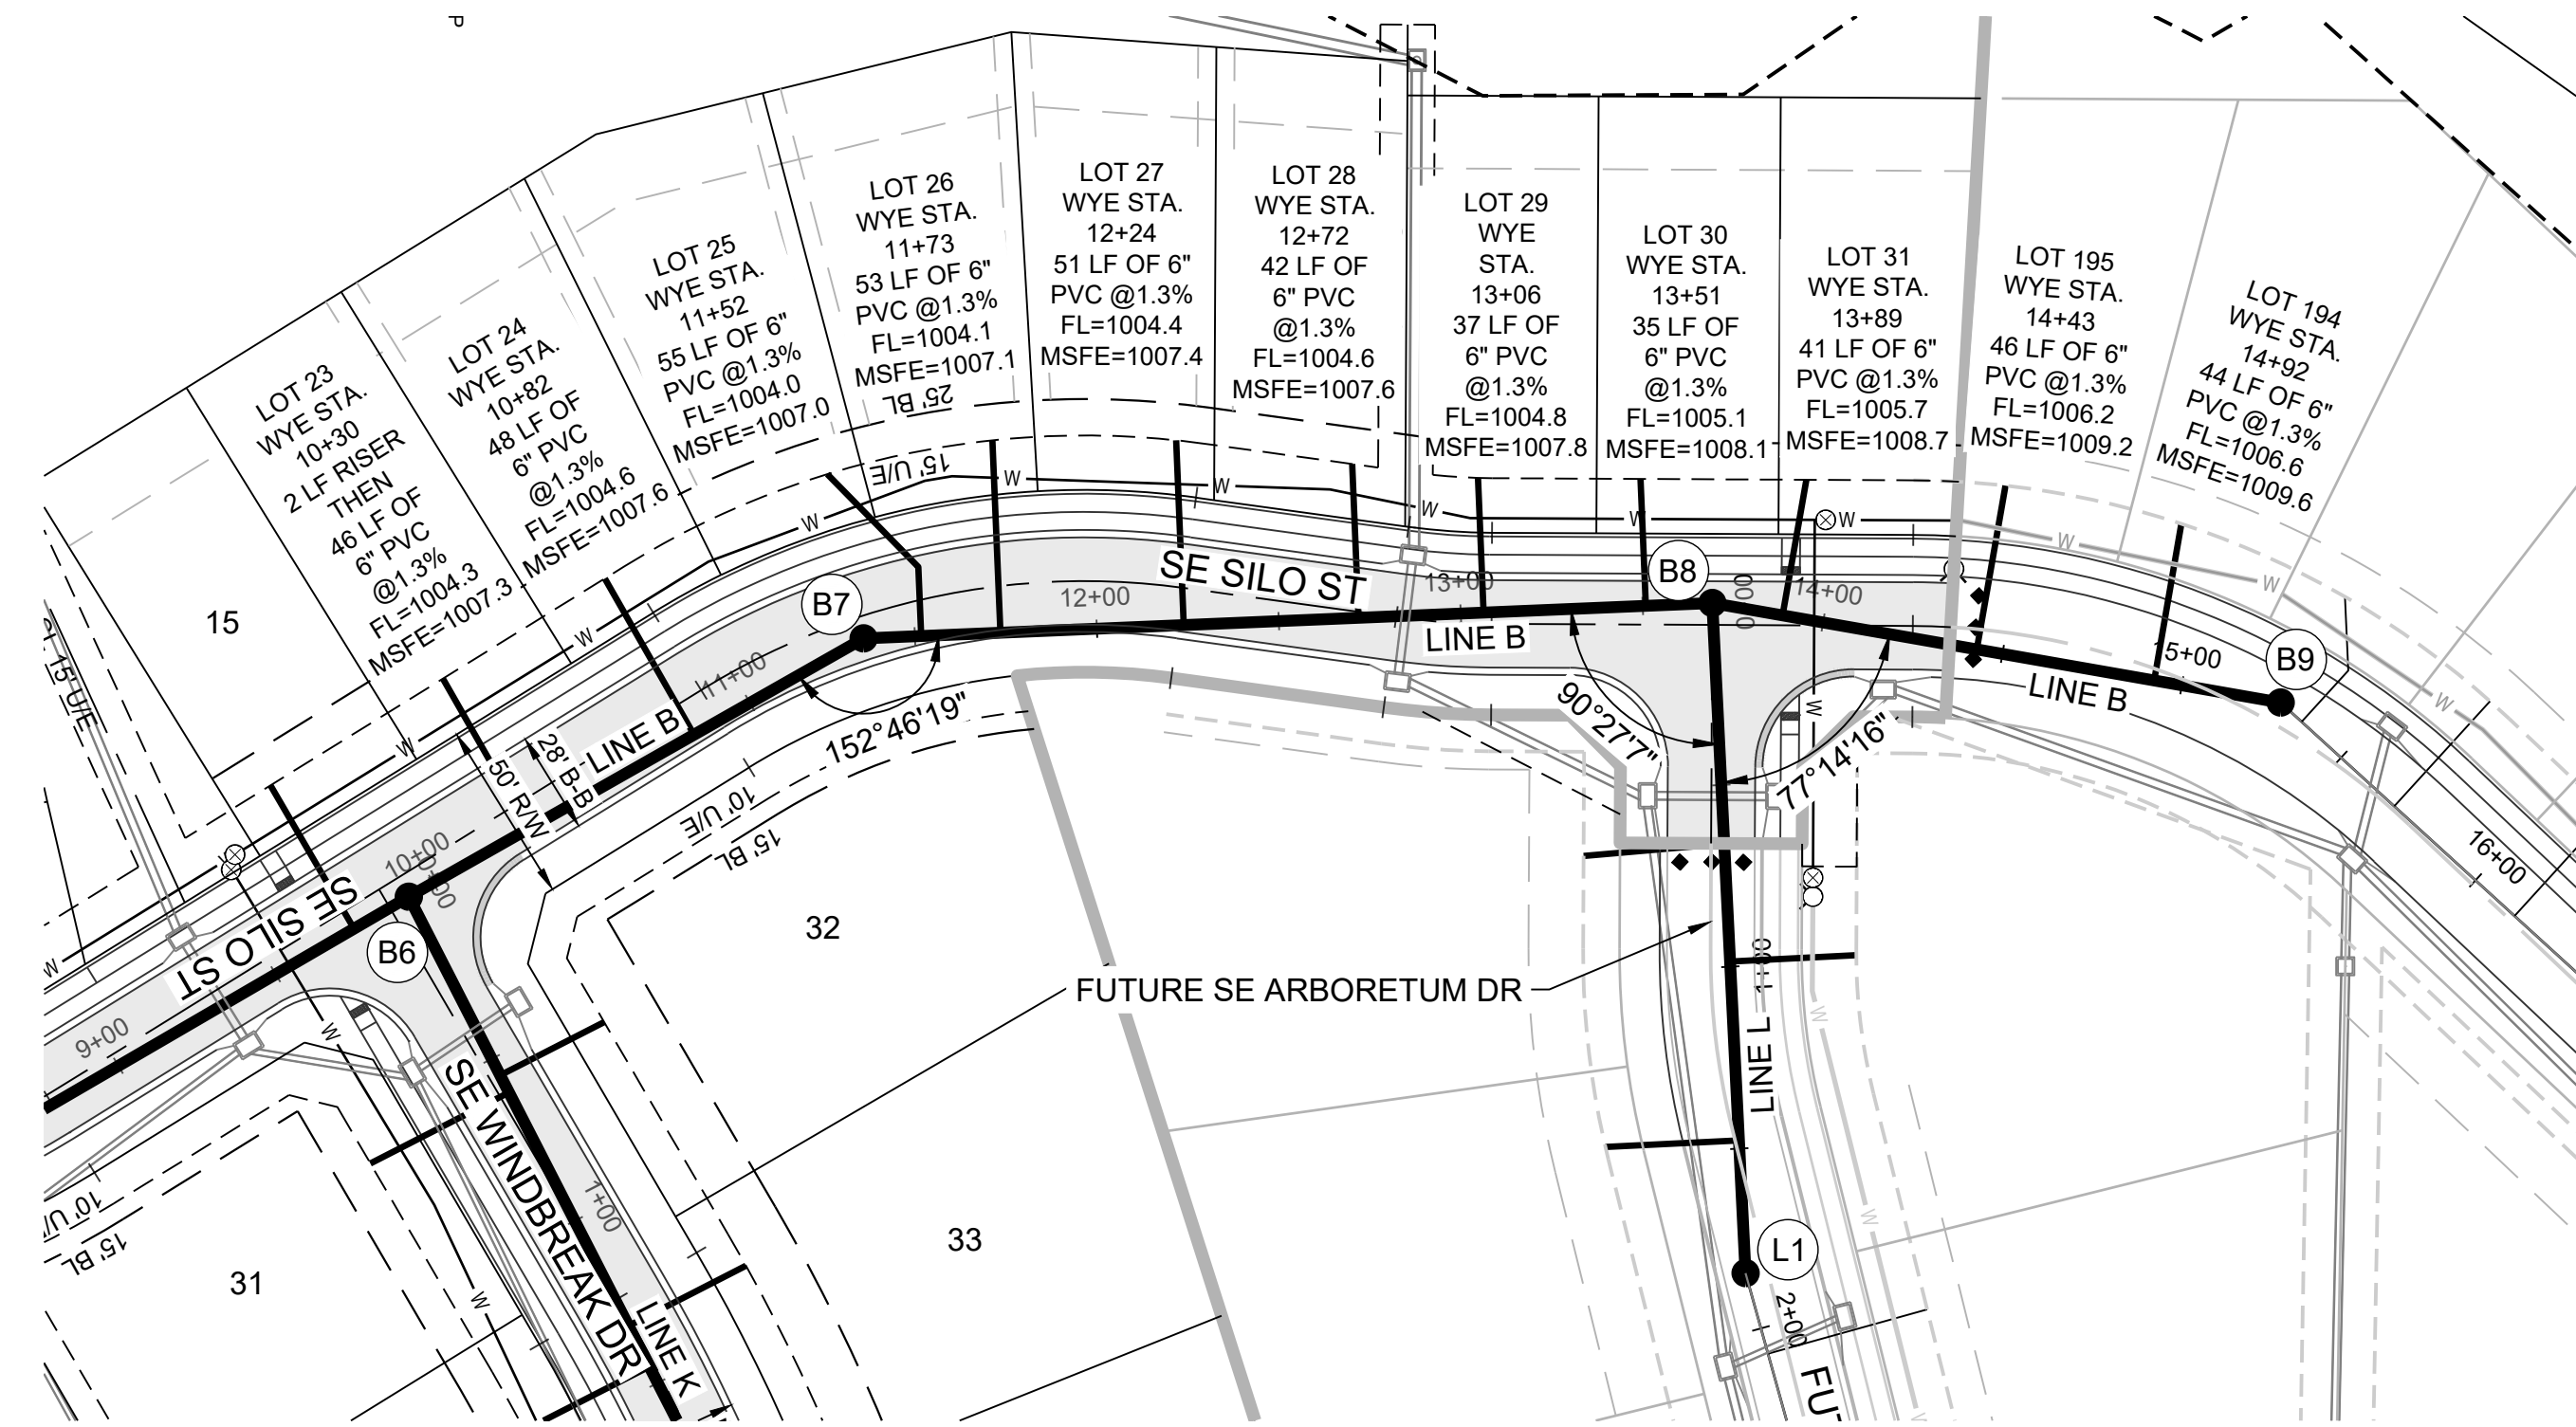 P
LOT 23
WYE STA.
10+30
2 LF RISER
THEN
46 LF OF
6" PVC
@1.3%
FL=1004.3
MSFE=1007.3
LOT 24
WYE STA.
10+82
48 LF OF
6" PVC
@1.3%
FL=1004.6
MSFE=1007.6
LOT 25
WYE STA.
11+52
55 LF OF 6"
PVC @1.3%
FL=1004.0
MSFE=1007.0
LOT 26
WYE STA.
11+73
53 LF OF 6"
PVC @1.3%
FL=1004.1
MSFE=1007.1
LOT 27
WYE STA.
12+24
51 LF OF 6"
PVC @1.3%
FL=1004.4
MSFE=1007.4
LOT 28
WYE STA.
12+72
42 LF OF
6" PVC
@1.3%
FL=1004.6
MSFE=1007.6
LOT 29
WYE
STA.
13+06
37 LF OF
6" PVC
@1.3%
FL=1004.8
MSFE=1007.8
LOT 30
WYE STA.
13+51
35 LF OF
6" PVC
@1.3%
FL=1005.1
MSFE=1008.1
LOT 31
WYE STA.
13+89
41 LF OF 6"
PVC @1.3%
FL=1005.7
MSFE=1008.7
LOT 195
WYE STA.
14+43
46 LF OF 6"
PVC @1.3%
FL=1006.2
MSFE=1009.2
LOT 194
WYE STA.
14+92
44 LF OF 6"
PVC @1.3%
FL=1006.6
MSFE=1009.6
25' BL
15' U/E
W
W
W
W
W
W
W
W
W
W
W
W
W
15
15' U/E
B7
SE SILO ST
12+00
13+00
B8
0+00
14+00
LINE B
15+00
B9
LINE B
11+00
LINE B
152°46'19"
90°27'7"
77°14'16"
W
28' B-B
50' R/W
10' U/E
15' BL
10+00
0+00
SE SILO ST
B6
9+00
32
16+00
FUTURE SE ARBORETUM DR
1+00
LINE L
W
W
W
W
W
SE WINDBREAK DR
1+00
LINE K
10' U/
15' BL
31
33
L1
2+00
FUT